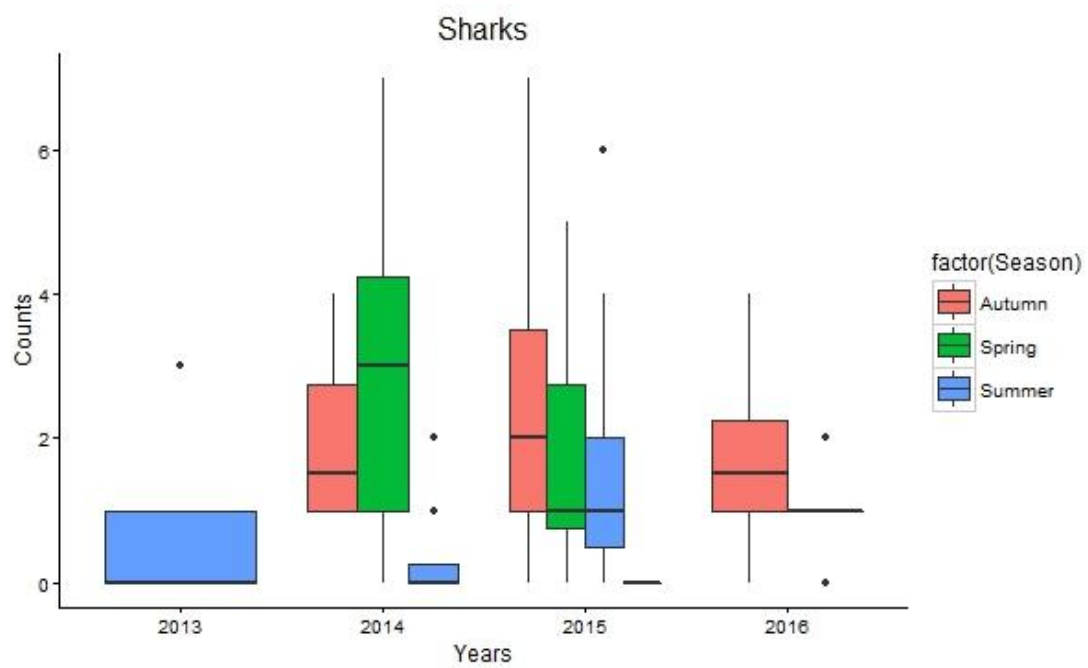 Sharks
6
4
2
0
Counts
2013 2014 2015 2016
Years
factor(Season)
Autumn
Spring
Summer